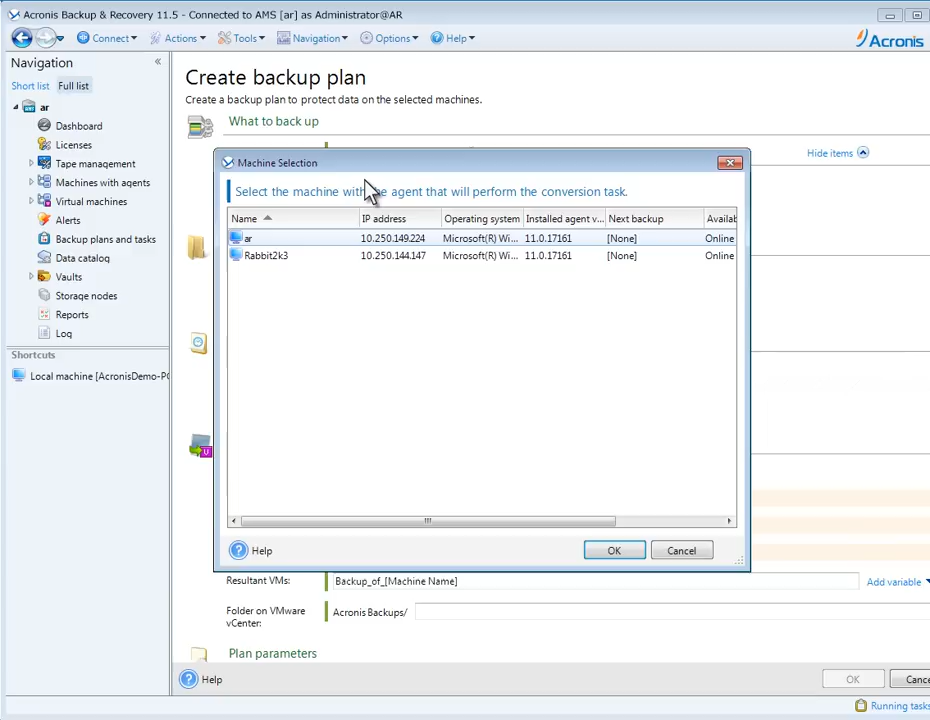 Acronis Backup & Recovery 11.5 - Connected to AMS [ar] as Administrator@AR
Connect Actions Tools Navigation Options Help
Acronis
Navigation
Short list Full list
ar
Dashboard
Licenses
Tape management
Machines with agents
Virtual machines
Alerts
Backup plans and tasks
Data catalog
Vaults
Storage nodes
Reports
Log
Shortcuts
Local machine [AcronisDemo-PC
Create backup plan
Create a backup plan to protect data on the selected machines.
What to back up
Hide items
Machine Selection
Select the machine with the agent that will perform the conversion task.
Name IP address Operating system Installed agent v... Next backup Availab
ar 10.250.149.224 Microsoft(R) Wi... 11.0.17161 [None] Online
Rabbit2k3 10.250.144.147 Microsoft(R) Wi... 11.0.17161 [None] Online
Help OK Cancel
Resultant VMs: Backup_of_[Machine Name] Add variable
Folder on VMware
vCenter:
Acronis Backups/
Plan parameters
Help OK Cance
Running tasks